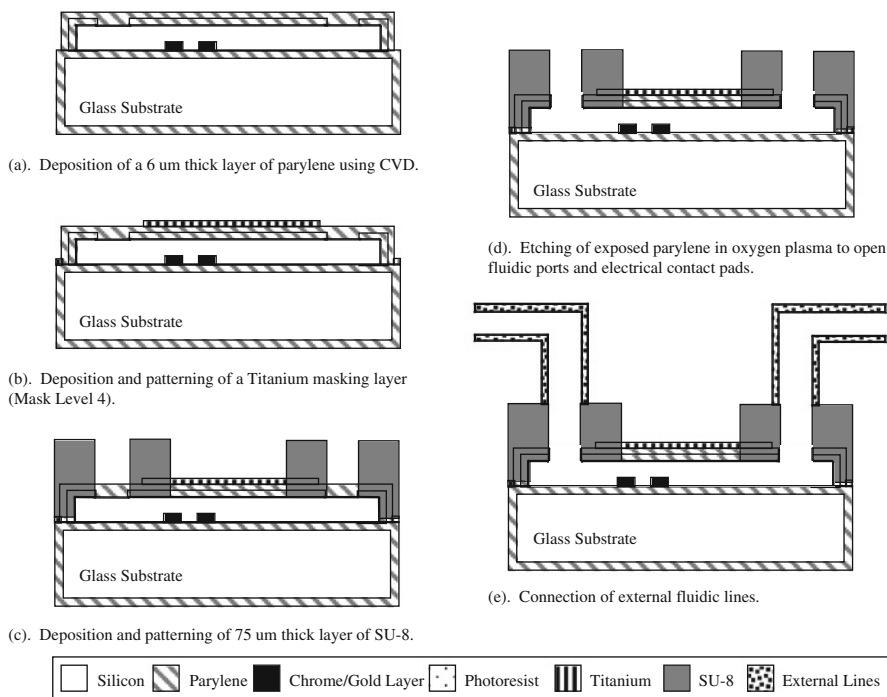 Glass Substrate
(a). Deposition of a 6 um thick layer of parylene using CVD.
Glass Substrate
(b). Deposition and patterning of a Titanium masking layer
(Mask Level 4).
Glass Substrate
(c). Deposition and patterning of 75 um thick layer of SU-8.
Glass Substrate
(d). Etching of exposed parylene in oxygen plasma to open
fluidic ports and electrical contact pads.
Glass Substrate
(e). Connection of external fluidic lines.
Silicon Parylene Chrome/Gold Layer Photoresist Titanium SU-8 External Lines